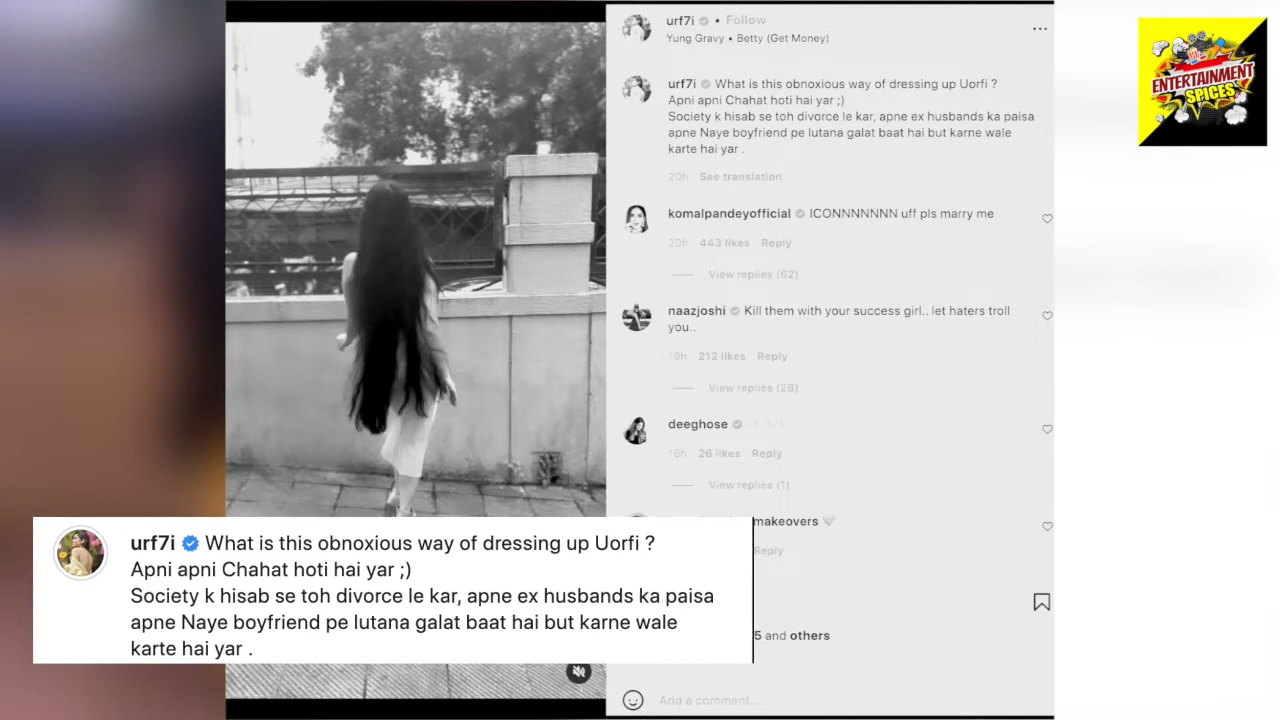 urf7i • Follow
Yung Gravy • Betty (Get Money)
urf7i What is this obnoxious way of dressing up Uorfi ?
Apni apni Chahat hoti hai yar ;)
Society k hisab se toh divorce le kar, apne ex husbands ka paisa
apne Naye boyfriend pe lutana galat baat hai but karne wale
karte hai yar .
20h See translation
komalpandeyofficial ICONNNNNNN uff pls marry me
20h 443 likes Reply
View replies (62)
naazjoshi Kill them with your success girl.. let haters troll
you..
19h 212 likes Reply
View replies (28)
deeghose
16h 26 likes Reply
View replies (1)
makeovers
Reply
5 and others
Add a comment...
ENTERTAINMENT
SPICES
urf7i What is this obnoxious way of dressing up Uorfi ?
Apni apni Chahat hoti hai yar ;)
Society k hisab se toh divorce le kar, apne ex husbands ka paisa
apne Naye boyfriend pe lutana galat baat hai but karne wale
karte hai yar .